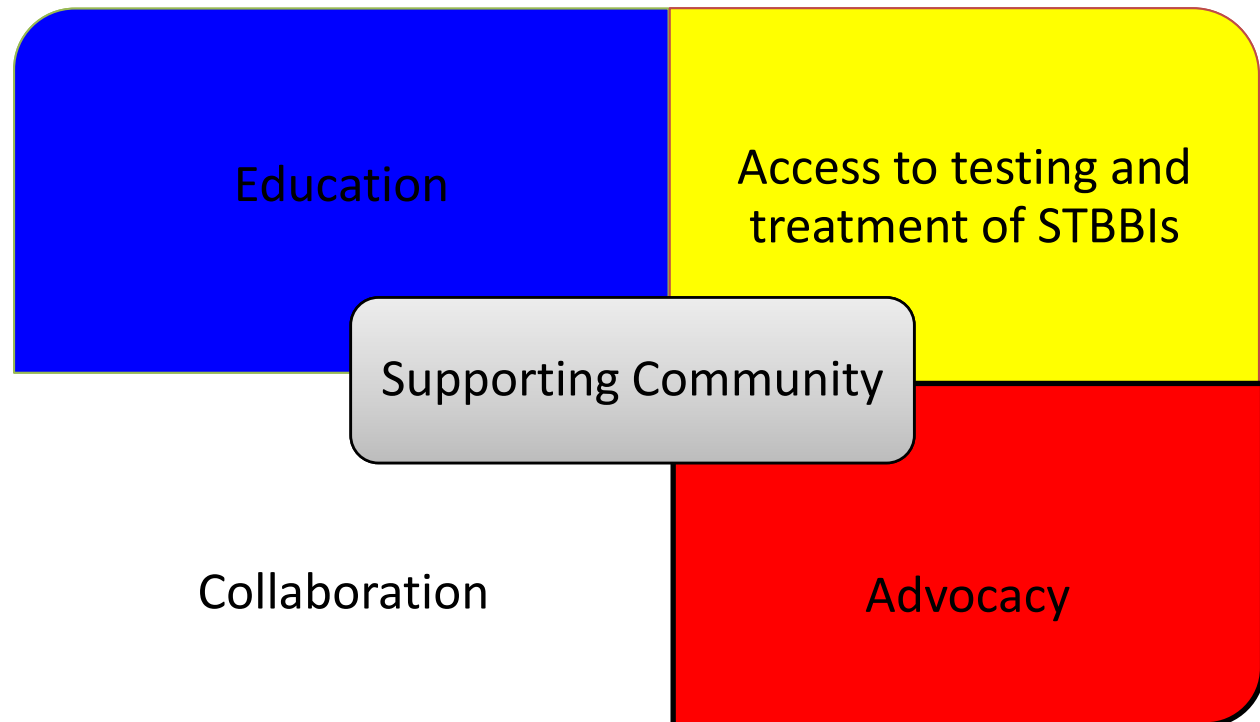 Education
Access to testing and
treatment of STBBIs
Supporting Community
Collaboration
Advocacy